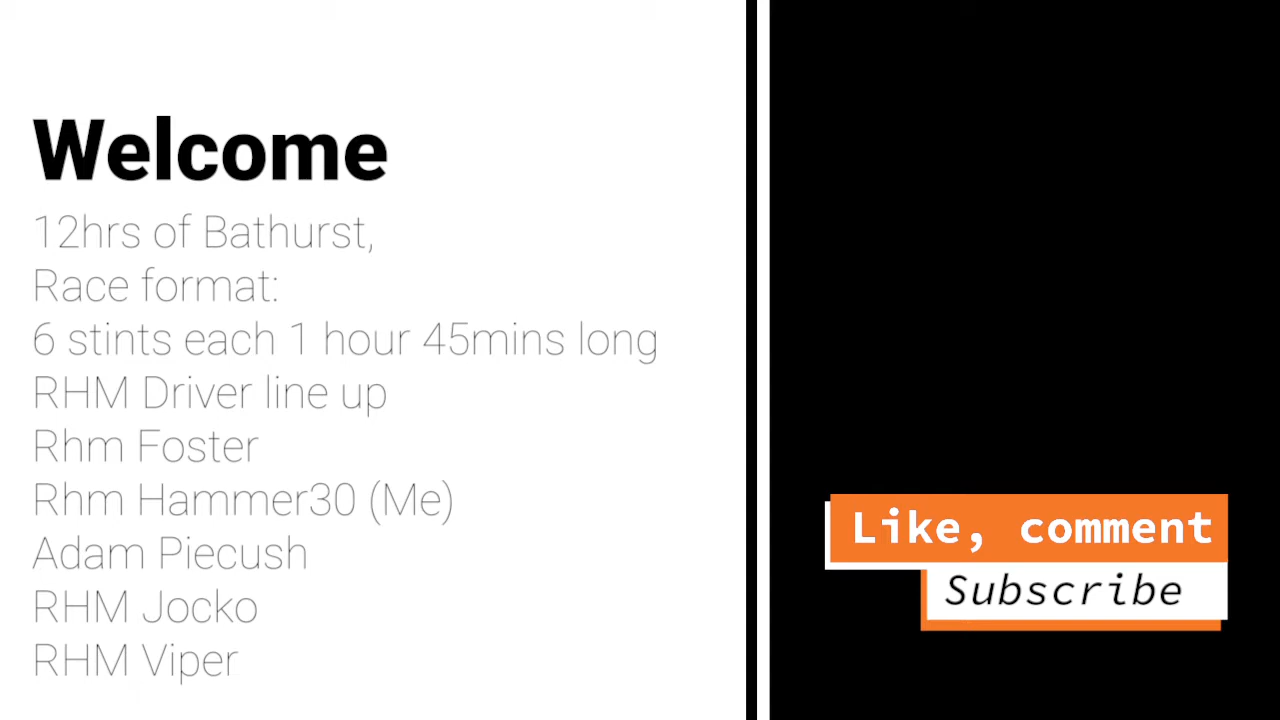 Welcome
12hrs of Bathurst,
Race format:
6 stints each 1 hour 45mins long
RHM Driver line up
Rhm Foster
Rhm Hammer30 (Me)
Adam Piecush
RHM Jocko
RHM Viper
Like, comment
Subscribe